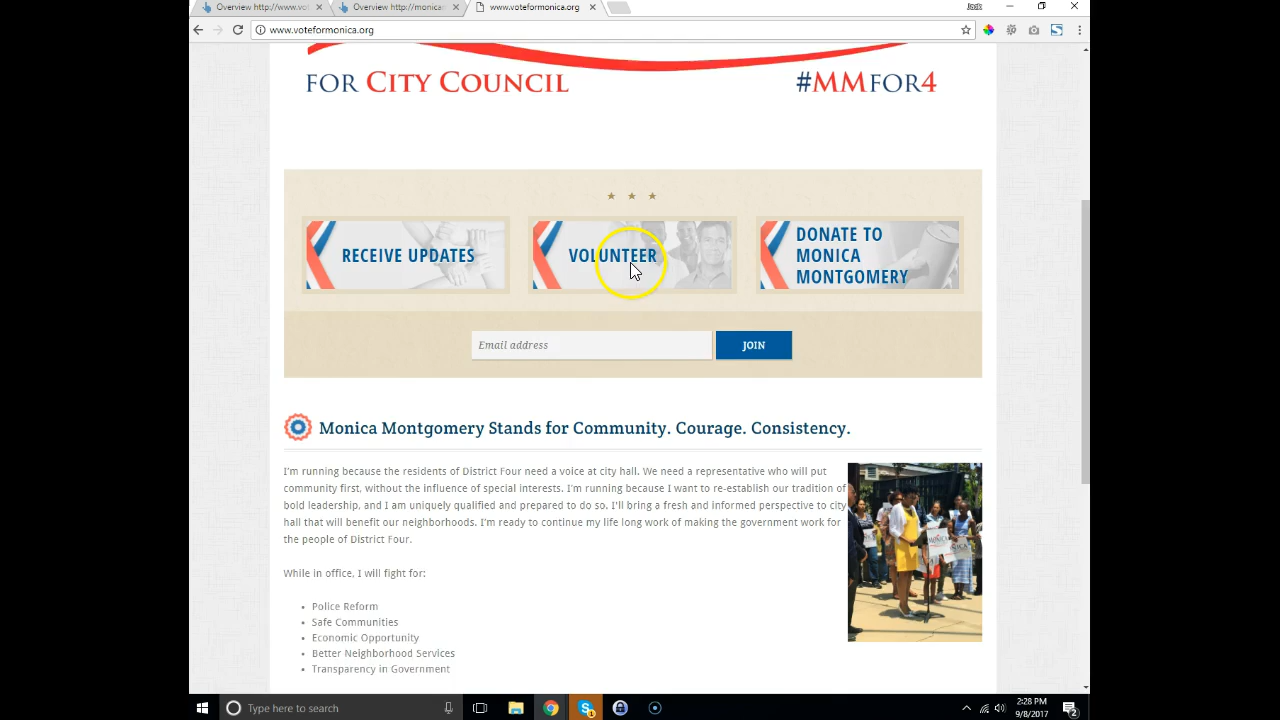 Overview http://www.vot
Overview http://monicar
www.voteformonica.org
www.voteformonica.org
FOR CITY COUNCIL
#MMFOR4
RECEIVE UPDATES
VOLUNTEER
DONATE TO
MONICA
MONTGOMERY
Email address
JOIN
Monica Montgomery Stands for Community. Courage. Consistency.
I'm running because the residents of District Four need a voice at city hall. We need a representative who will put
community first, without the influence of special interests. I'm running because I want to re-establish our tradition of
bold leadership, and I am uniquely qualified and prepared to do so. I'll bring a fresh and informed perspective to city
hall that will benefit our neighborhoods. I'm ready to continue my life long work of making the government work for
the people of District Four.
While in office, I will fight for:
• Police Reform
• Safe Communities
• Economic Opportunity
• Better Neighborhood Services
• Transparency in Government
Type here to search
2:28 PM
9/8/2017